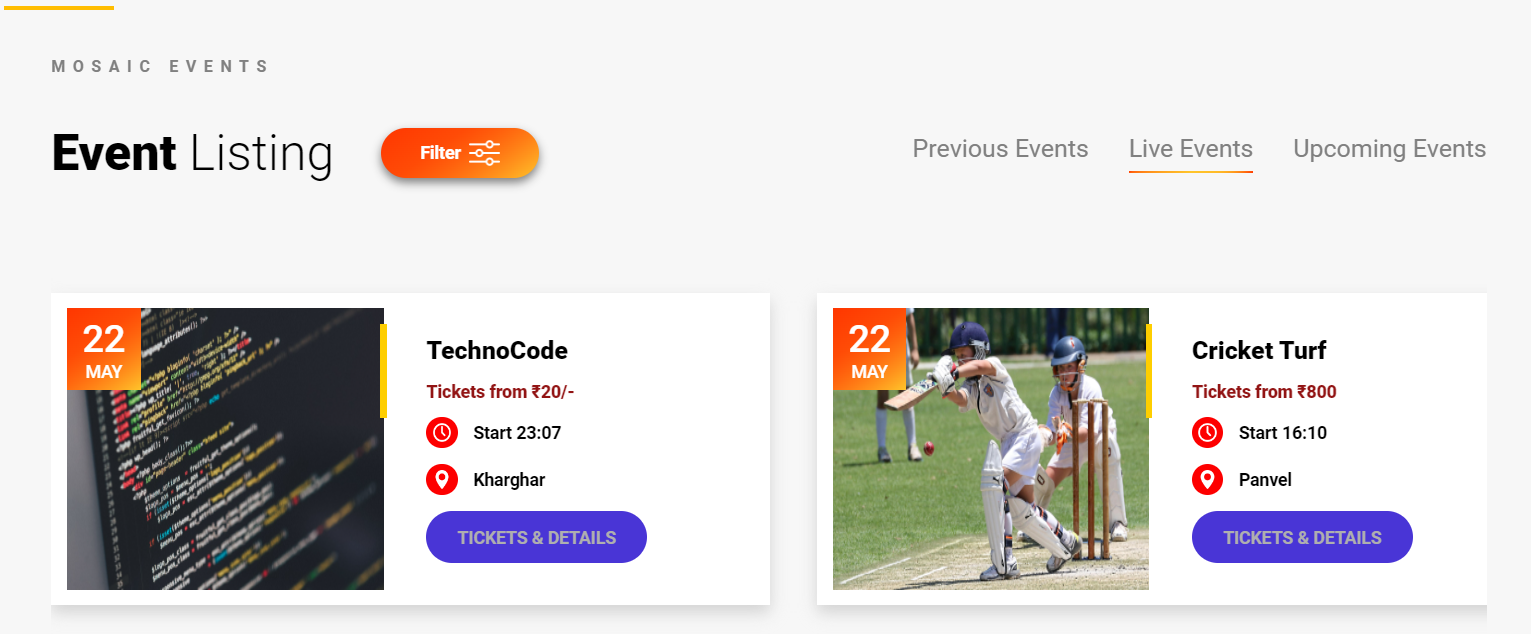 MOSAIC EVENTS
Event Listing
Filter
Previous Events
Live Events
Upcoming Events
22
MAY
TechnoCode
Tickets from ₹20/-
Start 23:07
Kharghar
TICKETS & DETAILS
22
MAY
Cricket Turf
Tickets from ₹800
Start 16:10
Panvel
TICKETS & DETAILS